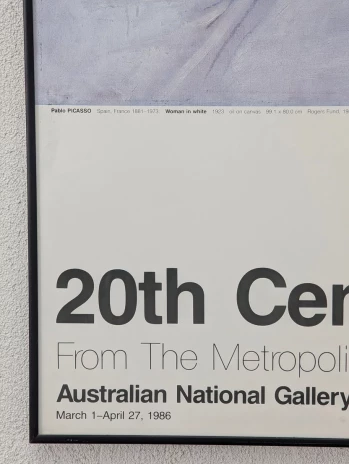 Pablo PICASSO Spain, France 1881–1973 Woman in white 1923 oil on canvas 99.1 x 80.0 cm Rogers Fund, 19
20th Cen
From The Metropoli
Australian National Gallery
March 1–April 27, 1986